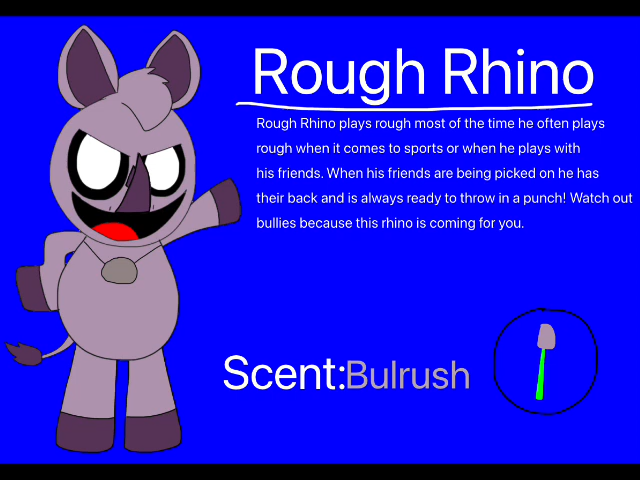 Rough Rhino
Rough Rhino plays rough most of the time he often plays
rough when it comes to sports or when he plays with
his friends. When his friends are being picked on he has
their back and is always ready to throw in a punch! Watch out
bullies because this rhino is coming for you.
Scent:Bulrush